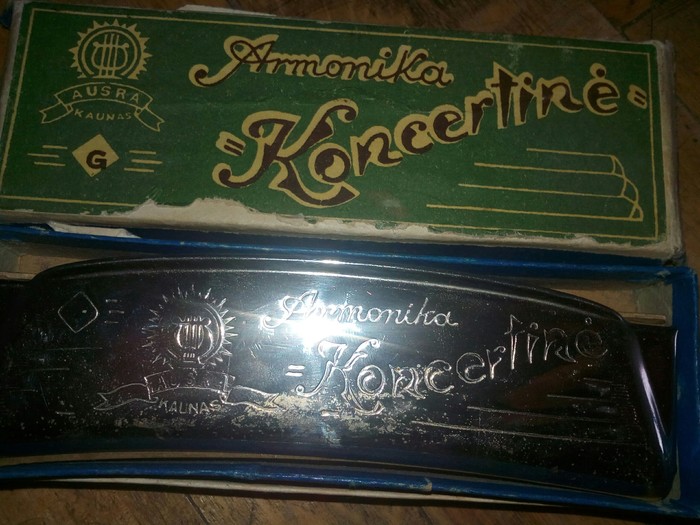 Armonika
AUSRA
KAUNAS
"Koncertinė"
G
Armonika
"Koncertinė
AUSRA
KAUNAS